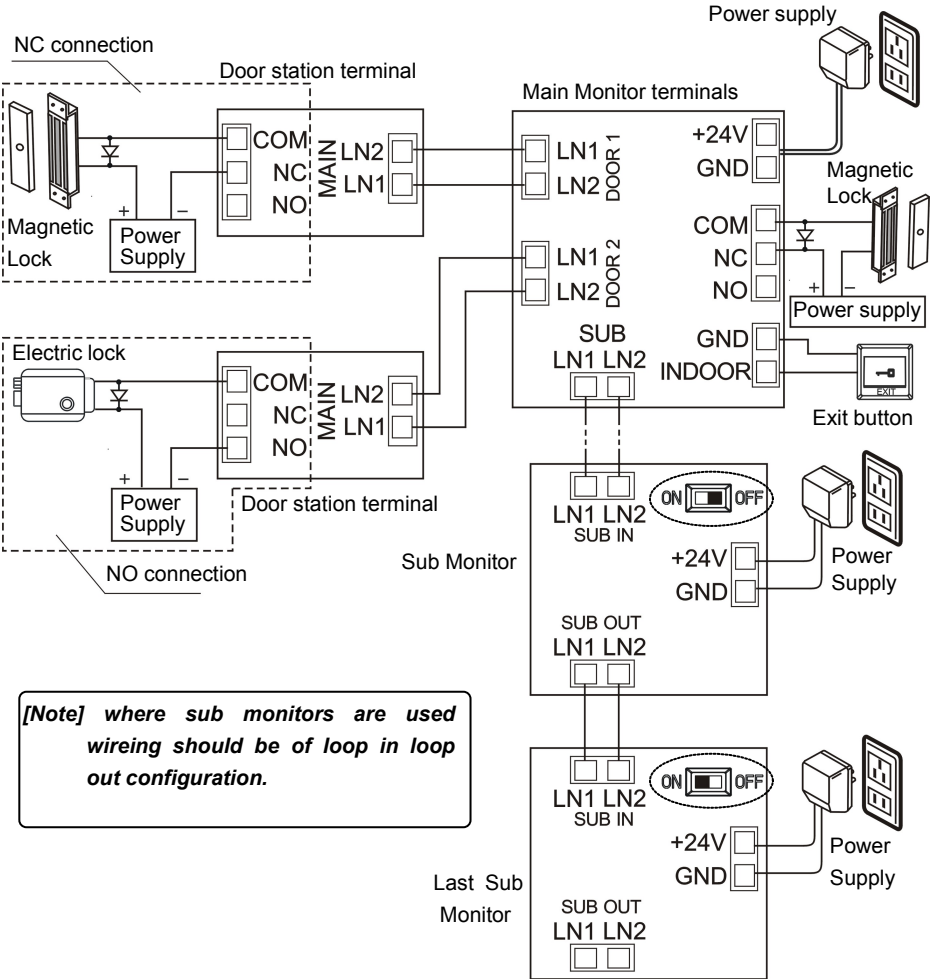 Power supply
NC connection
Door station terminal
Main Monitor terminals
COM
NC
NO
MAIN
LN2
LN1
Magnetic
Lock
+ −
Power
Supply
LN1
LN2
DOOR 1
LN1
LN2
DOOR 2
SUB
LN1 LN2
+24V
GND
COM
NC
NO
GND
INDOOR
Magnetic
Lock
+ −
Power supply
EXIT
Exit button
Electric lock
+ −
Power
Supply
COM
NC
NO
MAIN
LN2
LN1
Door station terminal
NO connection
Sub Monitor
LN1 LN2
SUB IN
ON OFF
+24V
GND
SUB OUT
LN1 LN2
Power
Supply
[Note] where sub monitors are used
wireing should be of loop in loop
out configuration.
Last Sub
Monitor
LN1 LN2
SUB IN
ON OFF
+24V
GND
SUB OUT
LN1 LN2
Power
Supply